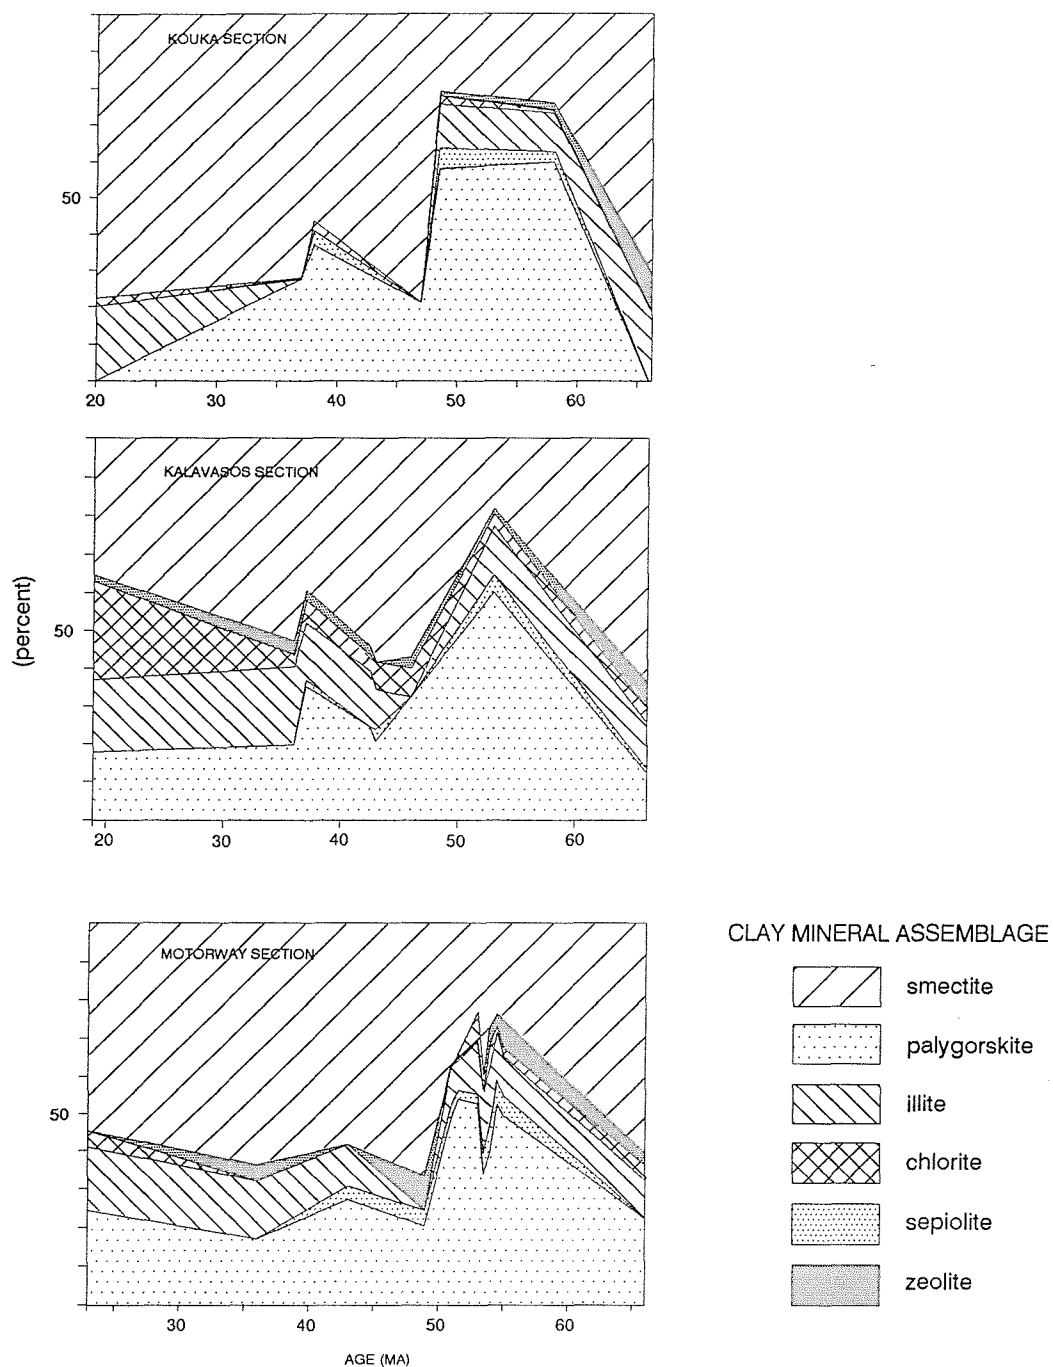 KOUKA SECTION
50
20 30 40 50 60
KALAVASOS SECTION
(percent)
50
20 30 40 50 60
MOTORWAY SECTION
50
30 40 50 60
AGE (MA)
CLAY MINERAL ASSEMBLAGE
smectite
palygorskite
illite
chlorite
sepiolite
zeolite